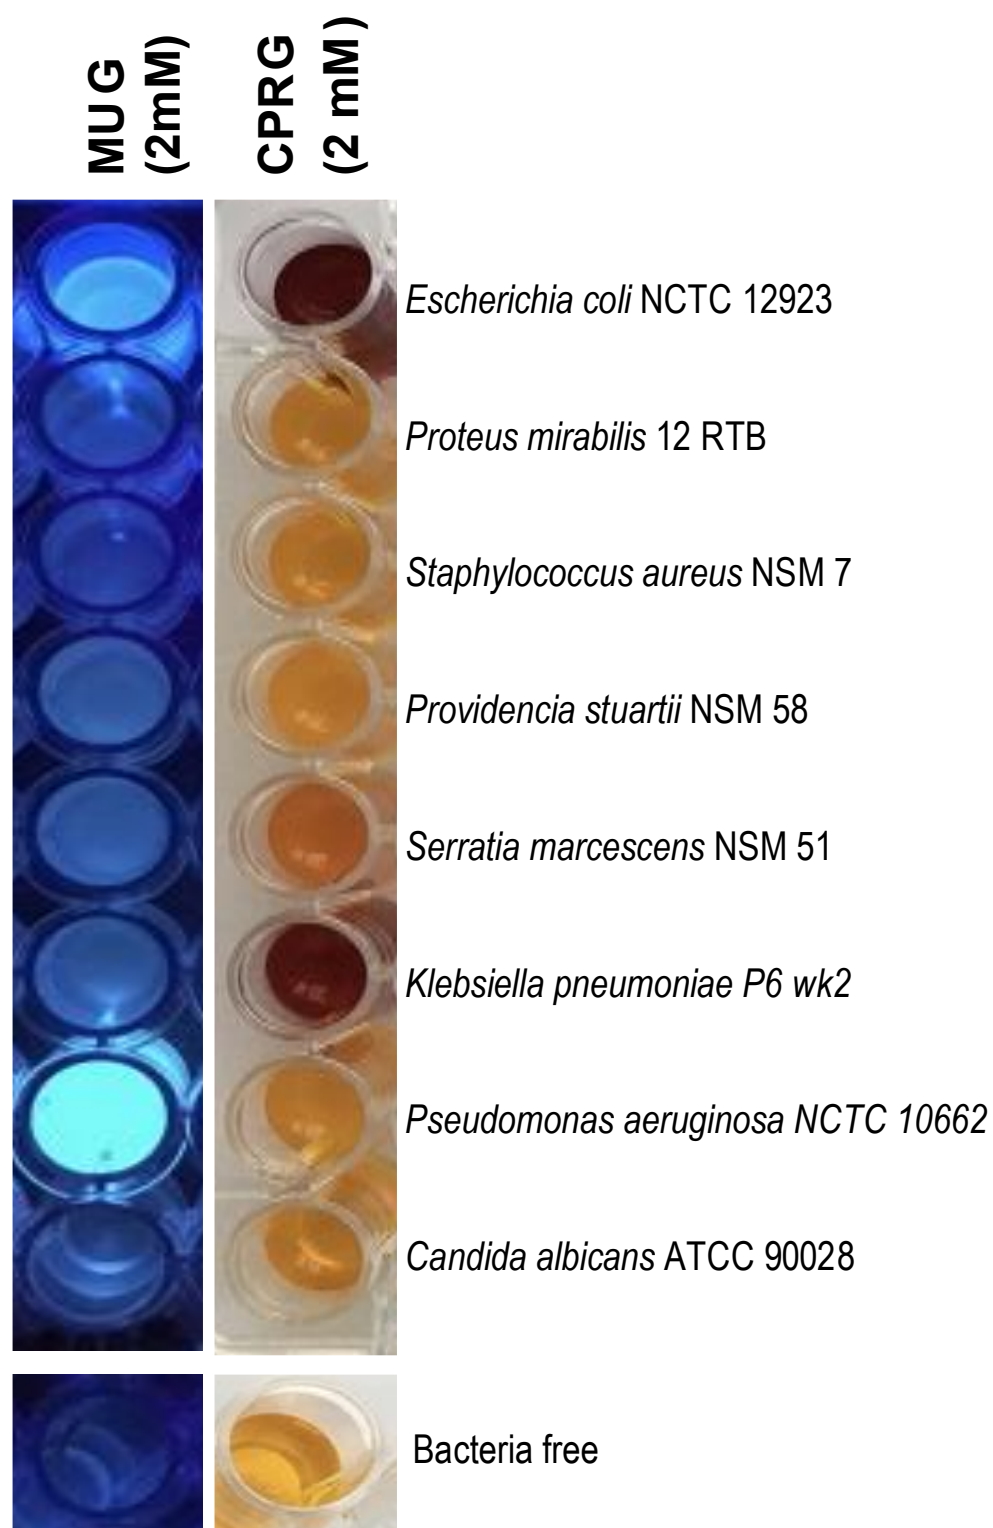 MUG
(2mM)
CPRG
(2 mM)
Escherichia coli NCTC 12923
Proteus mirabilis 12 RTB
Staphylococcus aureus NSM 7
Providencia stuartii NSM 58
Serratia marcescens NSM 51
Klebsiella pneumoniae P6 wk2
Pseudomonas aeruginosa NCTC 10662
Candida albicans ATCC 90028
Bacteria free